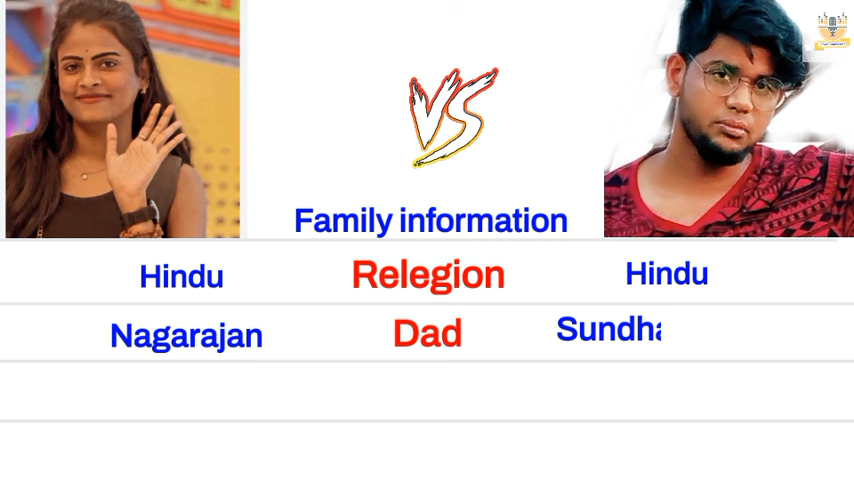 VS
Family information
Hindu Relegion Hindu
Nagarajan Dad Sundha